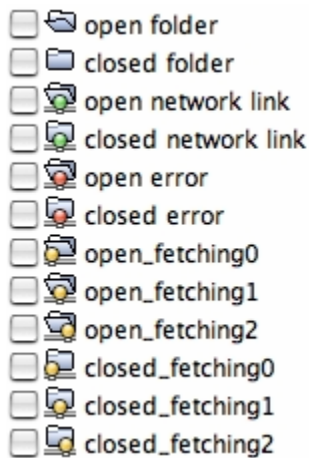 open folder
closed folder
open network link
closed network link
open error
closed error
open_fetching0
open_fetching1
open_fetching2
closed_fetching0
closed_fetching1
closed_fetching2